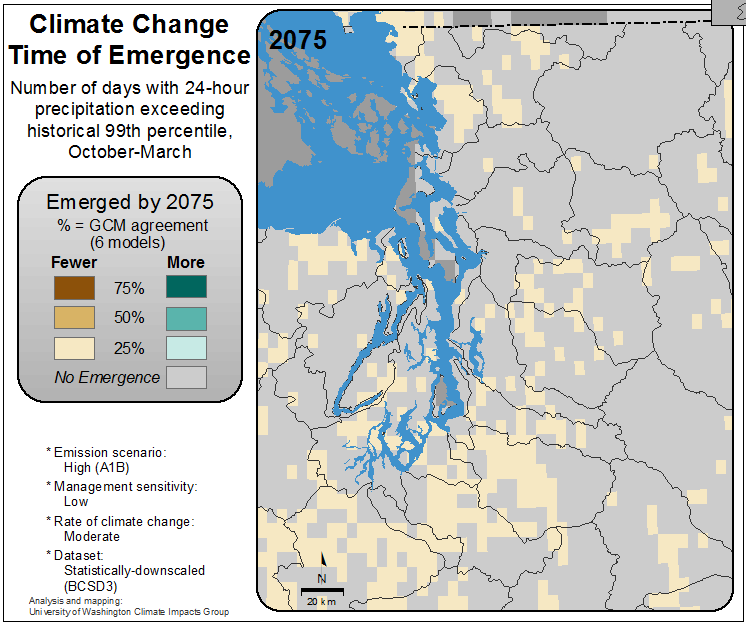 Climate Change
Time of Emergence
Number of days with 24-hour
precipitation exceeding
historical 99th percentile,
October-March
Emerged by 2075
% = GCM agreement
(6 models)
Fewer More
75%
50%
25%
No Emergence
* Emission scenario:
High (A1B)
* Management sensitivity:
Low
* Rate of climate change:
Moderate
* Dataset:
Statistically-downscaled
(BCSD3)
Analysis and mapping:
University of Washington Climate Impacts Group
2075
N
20 km